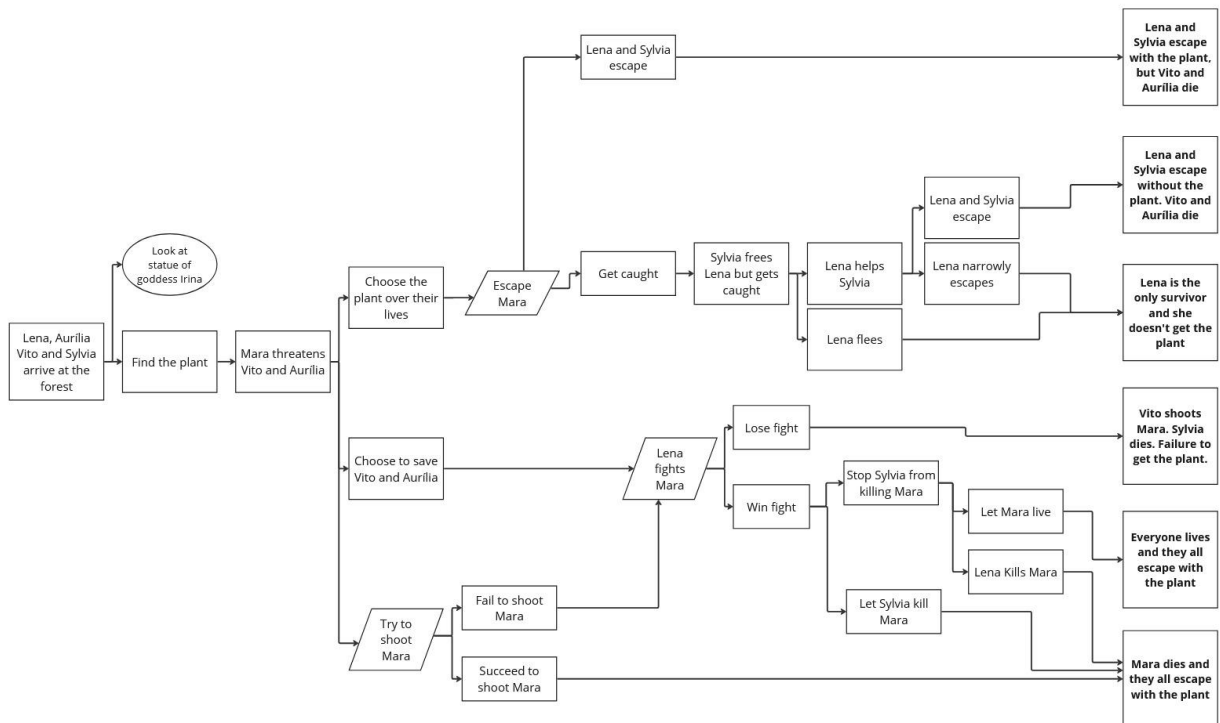 Lena, Aurília
Vito and Sylvia
arrive at the
forest
Look at
statue of
goddess Irina
Find the plant
Mara threatens
Vito and Aurília
Choose the
plant over their
lives
Escape
Mara
Lena and Sylvia
escape
Lena and
Sylvia escape
with the plant,
but Vito and
Aurília die
Get caught
Sylvia frees
Lena but gets
caught
Lena helps
Sylvia
Lena and Sylvia
escape
Lena and
Sylvia escape
without the
plant. Vito and
Aurília die
Lena narrowly
escapes
Lena flees
Lena is the
only survivor
and she
doesn't get the
plant
Choose to save
Vito and Aurília
Lena
fights
Mara
Lose fight
Vito shoots
Mara. Sylvia
dies. Failure to
get the plant.
Win fight
Stop Sylvia from
killing Mara
Let Mara live
Everyone lives
and they all
escape with
the plant
Lena Kills Mara
Let Sylvia kill
Mara
Try to
shoot
Mara
Fail to shoot
Mara
Succeed to
shoot Mara
Mara dies and
they all escape
with the plant